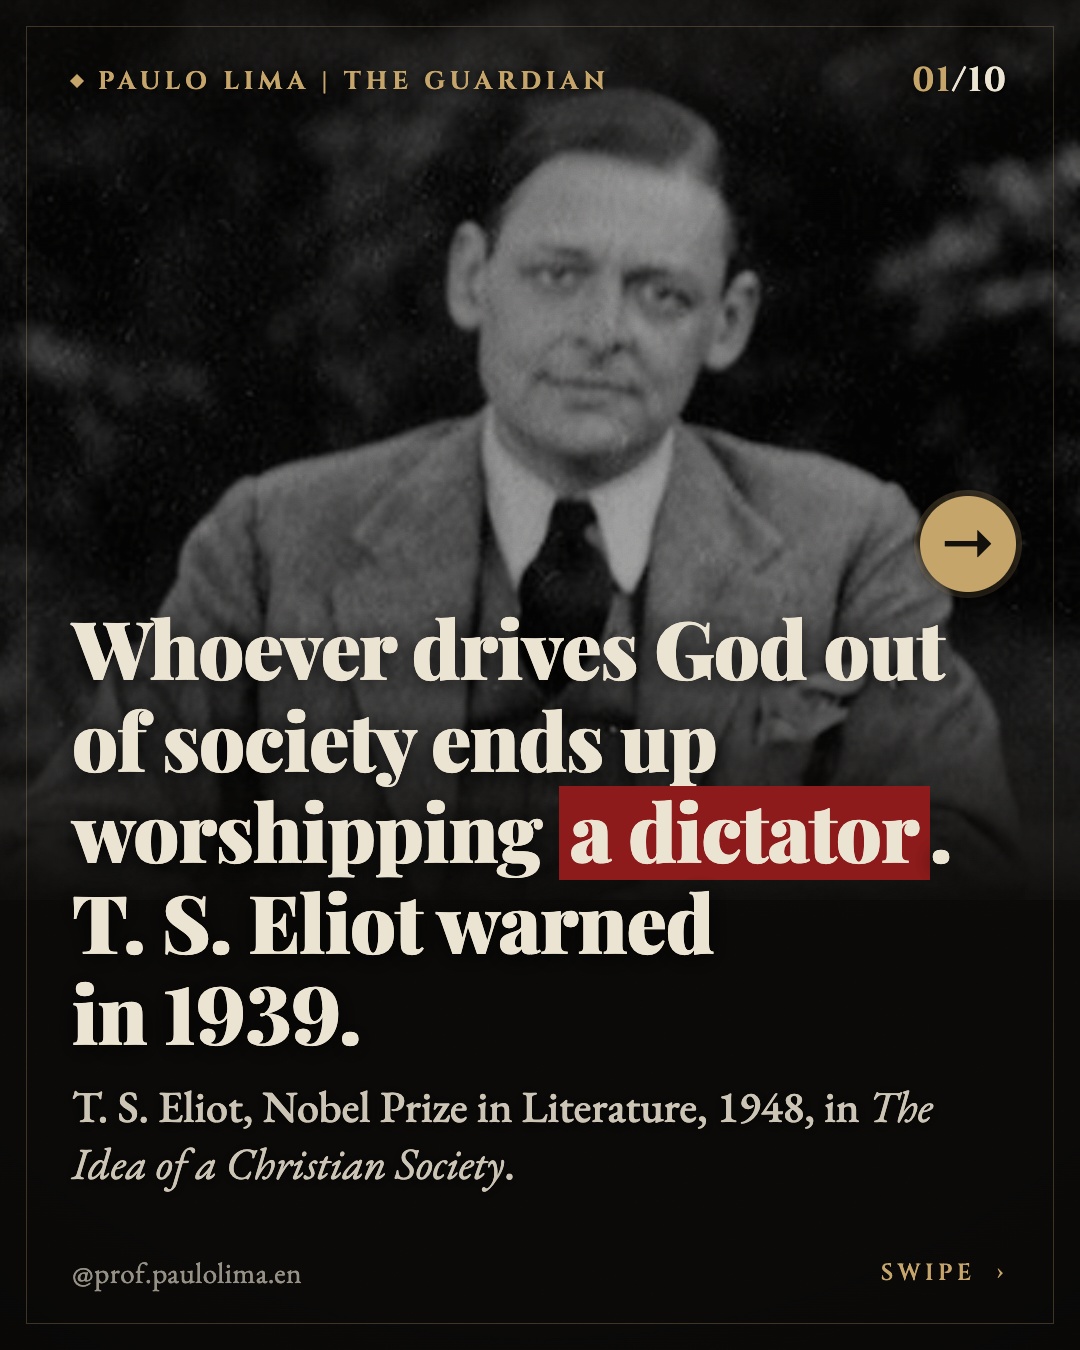 ◆ PAULO LIMA | THE GUARDIAN
01/10
Whoever drives God out
of society ends up
worshipping a dictator.
T. S. Eliot warned
in 1939.
T. S. Eliot, Nobel Prize in Literature, 1948, in The
Idea of a Christian Society.
@prof.paulolima.en
SWIPE ›